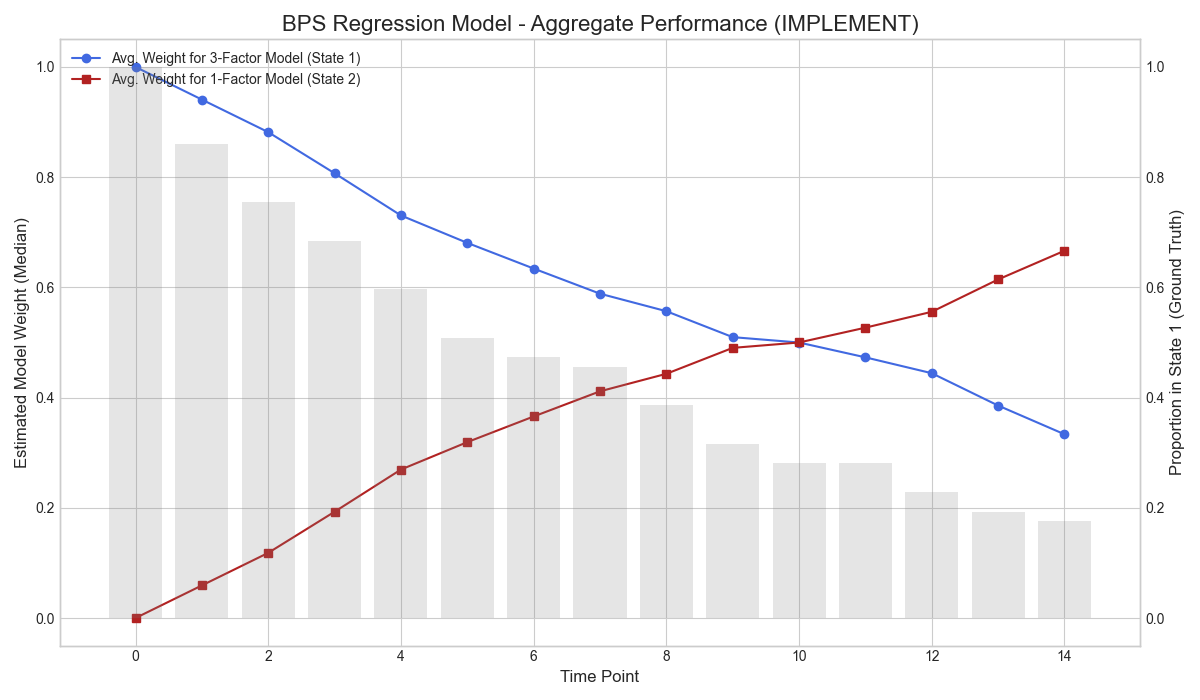 BPS Regression Model - Aggregate Performance (IMPLEMENT)
Avg. Weight for 3-Factor Model (State 1)
Avg. Weight for 1-Factor Model (State 2)
Estimated Model Weight (Median)
1.0
0.8
0.6
0.4
0.2
0.0
1.0
0.8
0.6
0.4
0.2
0.0
Proportion in State 1 (Ground Truth)
0 2 4 6 8 10 12 14
Time Point